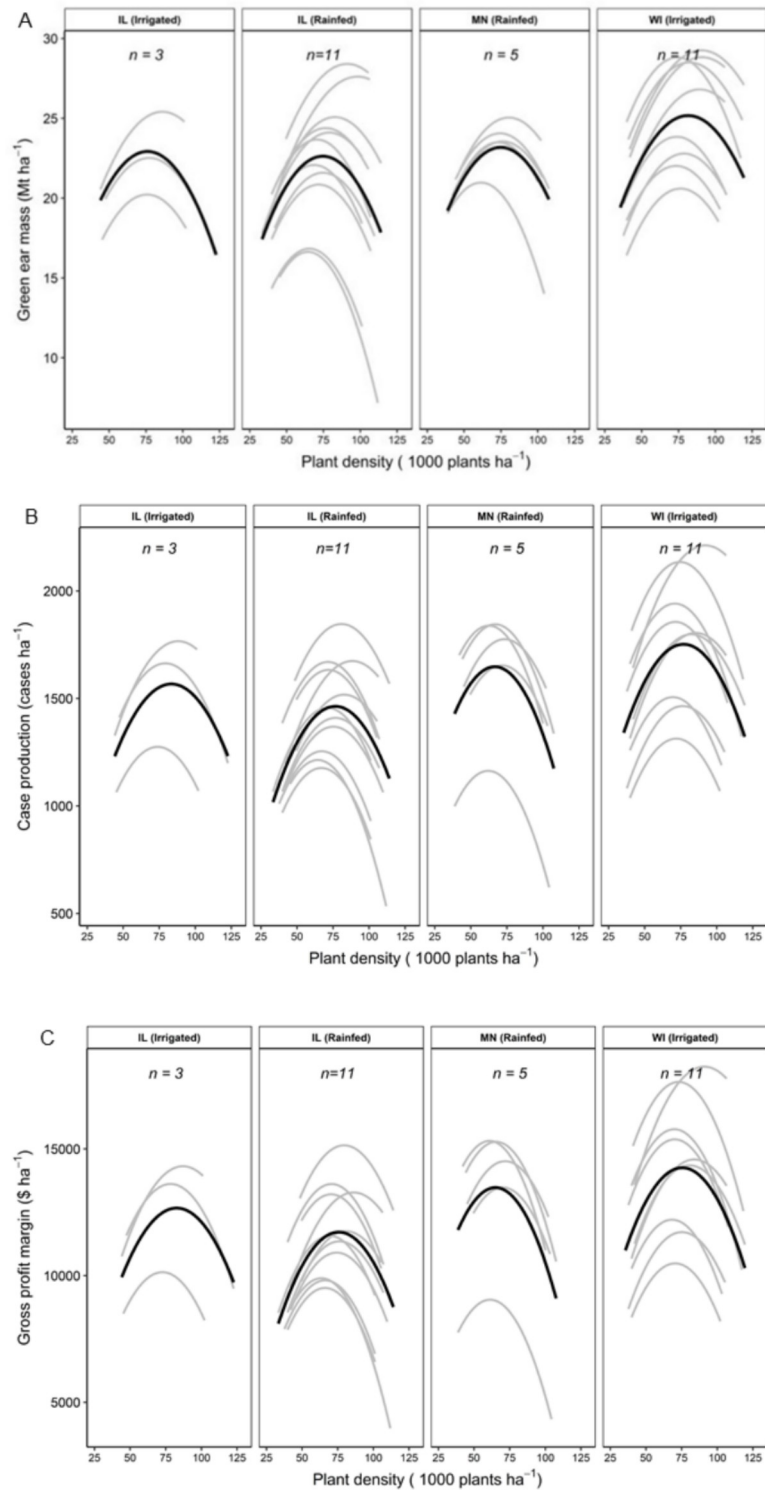 A
IL (Irrigated) IL (Rainfed) MN (Rainfed) WI (Irrigated)
n = 3 n=11 n = 5 n = 11
30
25
20
15
10
Green ear mass (Mt ha⁻¹)
25 50 75 100 125 25 50 75 100 125 25 50 75 100 125 25 50 75 100 125
Plant density ( 1000 plants ha⁻¹)
B
IL (Irrigated) IL (Rainfed) MN (Rainfed) WI (Irrigated)
n = 3 n=11 n = 5 n = 11
2000
1500
1000
500
Case production (cases ha⁻¹)
25 50 75 100 125 25 50 75 100 125 25 50 75 100 125 25 50 75 100 125
Plant density ( 1000 plants ha⁻¹)
C
IL (Irrigated) IL (Rainfed) MN (Rainfed) WI (Irrigated)
n = 3 n=11 n = 5 n = 11
15000
10000
5000
Gross profit margin ($ ha⁻¹)
25 50 75 100 125 25 50 75 100 125 25 50 75 100 125 25 50 75 100 125
Plant density ( 1000 plants ha⁻¹)